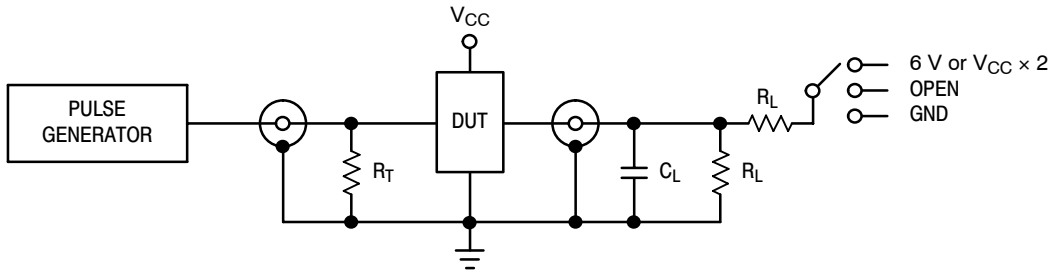 V_CC
6 V or V_CC × 2
OPEN
GND
PULSE
GENERATOR
DUT
R_L
R_T
C_L
R_L